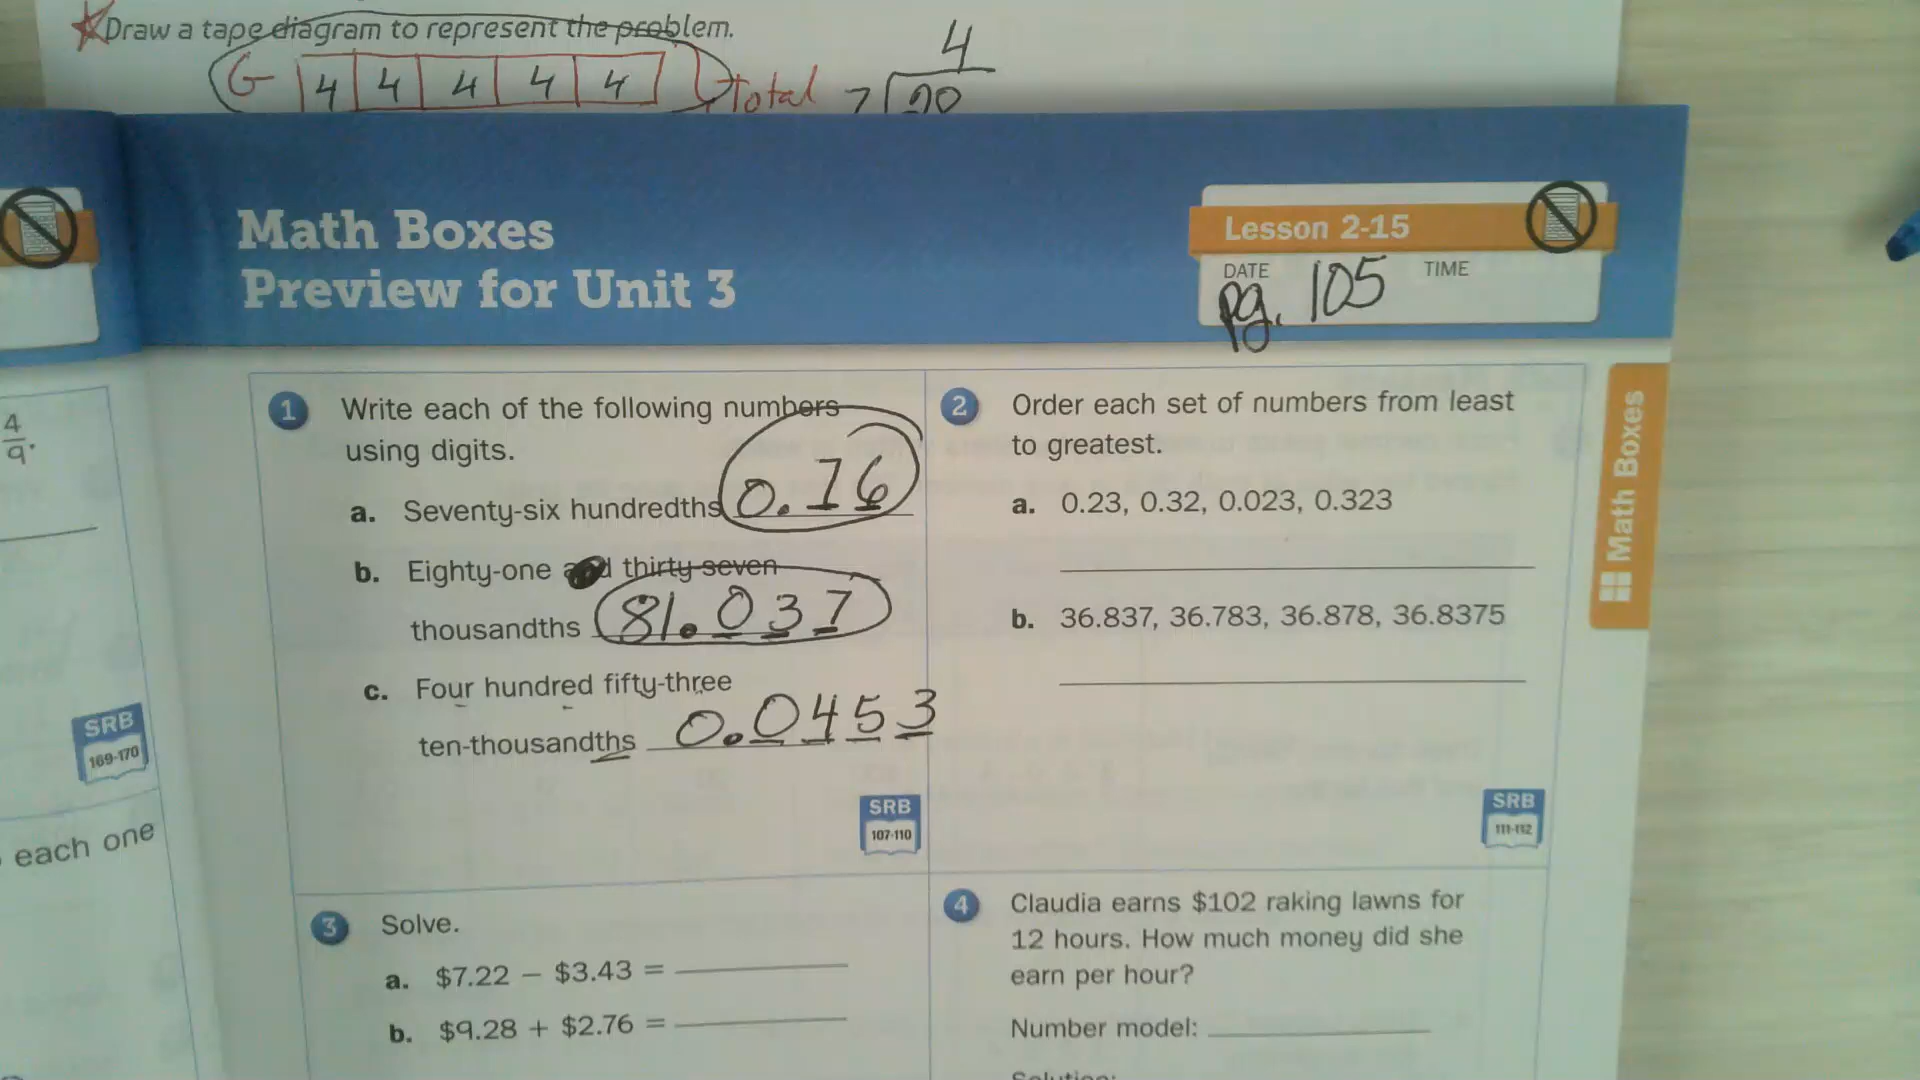 Draw a tape diagram to represent the problem.
G 4 4 4 4 4 Total
4
7 20
Math Boxes
Preview for Unit 3
Lesson 2-15
DATE TIME
pg. 105
4
9.
SRB
169-170
each one
1 Write each of the following numbers
using digits.
a. Seventy-six hundredths 0.76
b. Eighty-one and thirty-seven
thousandths 81.037
c. Four hundred fifty-three
ten-thousandths 0.0453
SRB
107-110
2 Order each set of numbers from least
to greatest.
a. 0.23, 0.32, 0.023, 0.323
b. 36.837, 36.783, 36.878, 36.8375
SRB
111-112
Math Boxes
3 Solve.
a. $7.22 – $3.43 =
b. $9.28 + $2.76 =
4 Claudia earns $102 raking lawns for
12 hours. How much money did she
earn per hour?
Number model:
Solution: